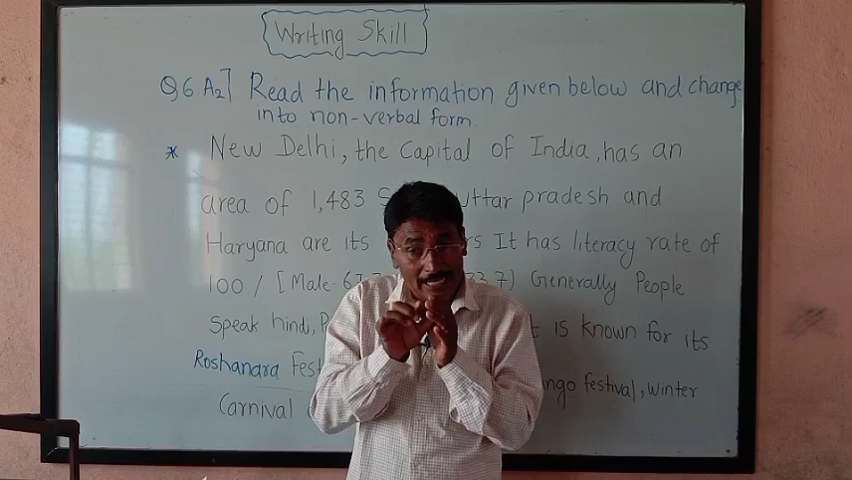 Writing Skill
Q6 A2] Read the information given below and change
into non-verbal form.
* New Delhi, the Capital of India, has an
area of 1,483 uttar pradesh and
Haryana are its It has literacy rate of
100 / [Male- 7) Generally People
Speak hindi, is known for its
Roshanara festival, winter
Carnival